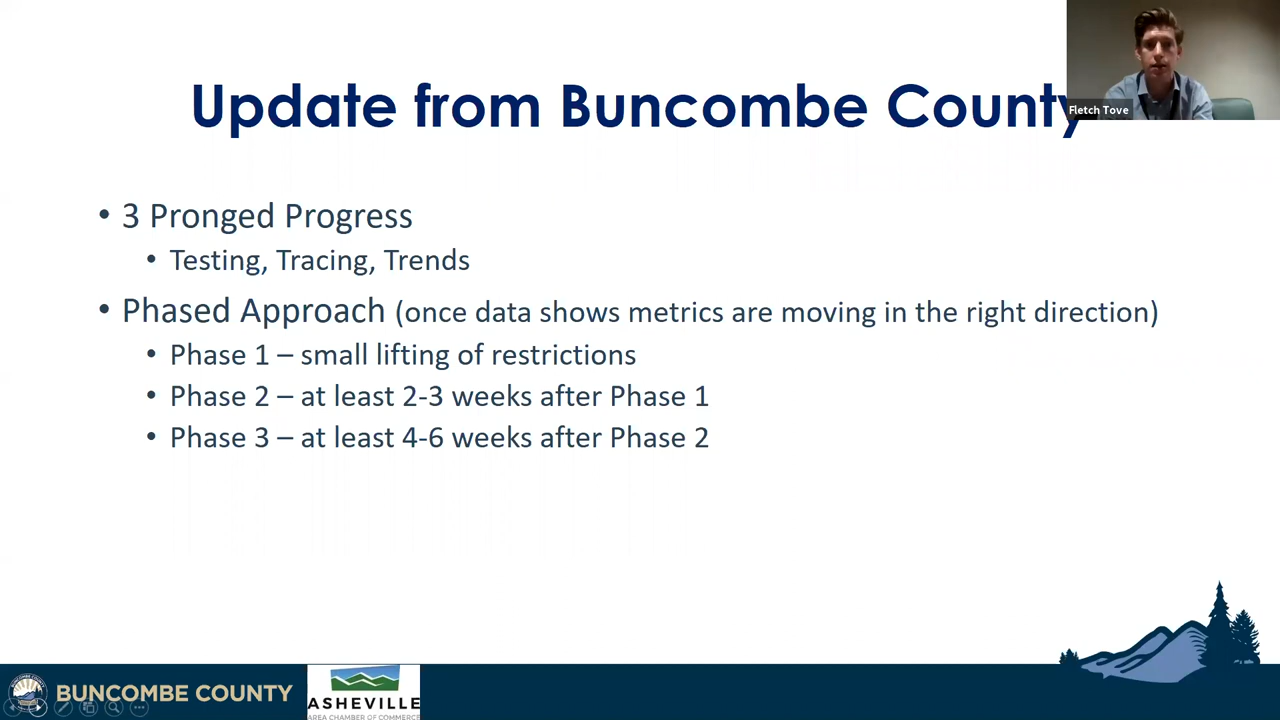 Update from Buncombe County
Fletch Tove
• 3 Pronged Progress
• Testing, Tracing, Trends
• Phased Approach (once data shows metrics are moving in the right direction)
• Phase 1 – small lifting of restrictions
• Phase 2 – at least 2-3 weeks after Phase 1
• Phase 3 – at least 4-6 weeks after Phase 2
BUNCOMBE COUNTY
ASHEVILLE
AREA CHAMBER OF COMMERCE